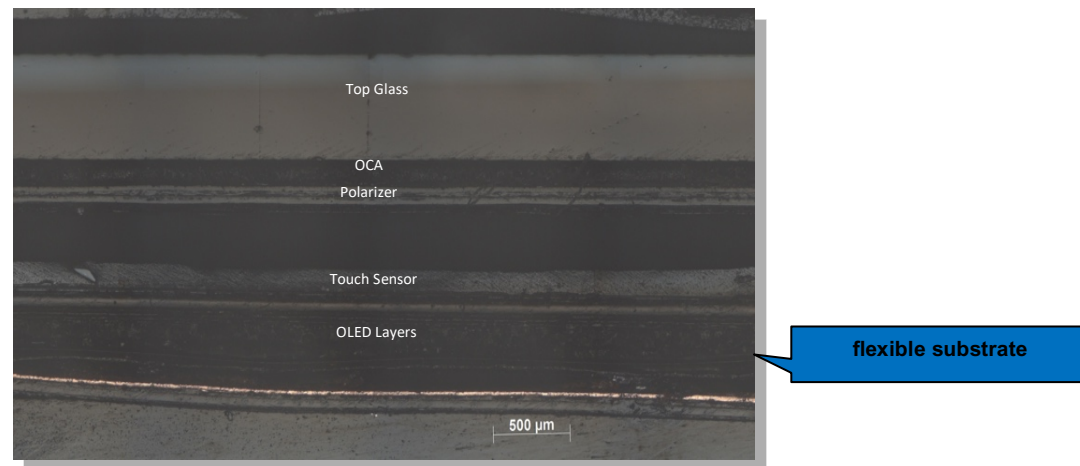 Top Glass
OCA
Polarizer
Touch Sensor
OLED Layers
flexible substrate
500 µm